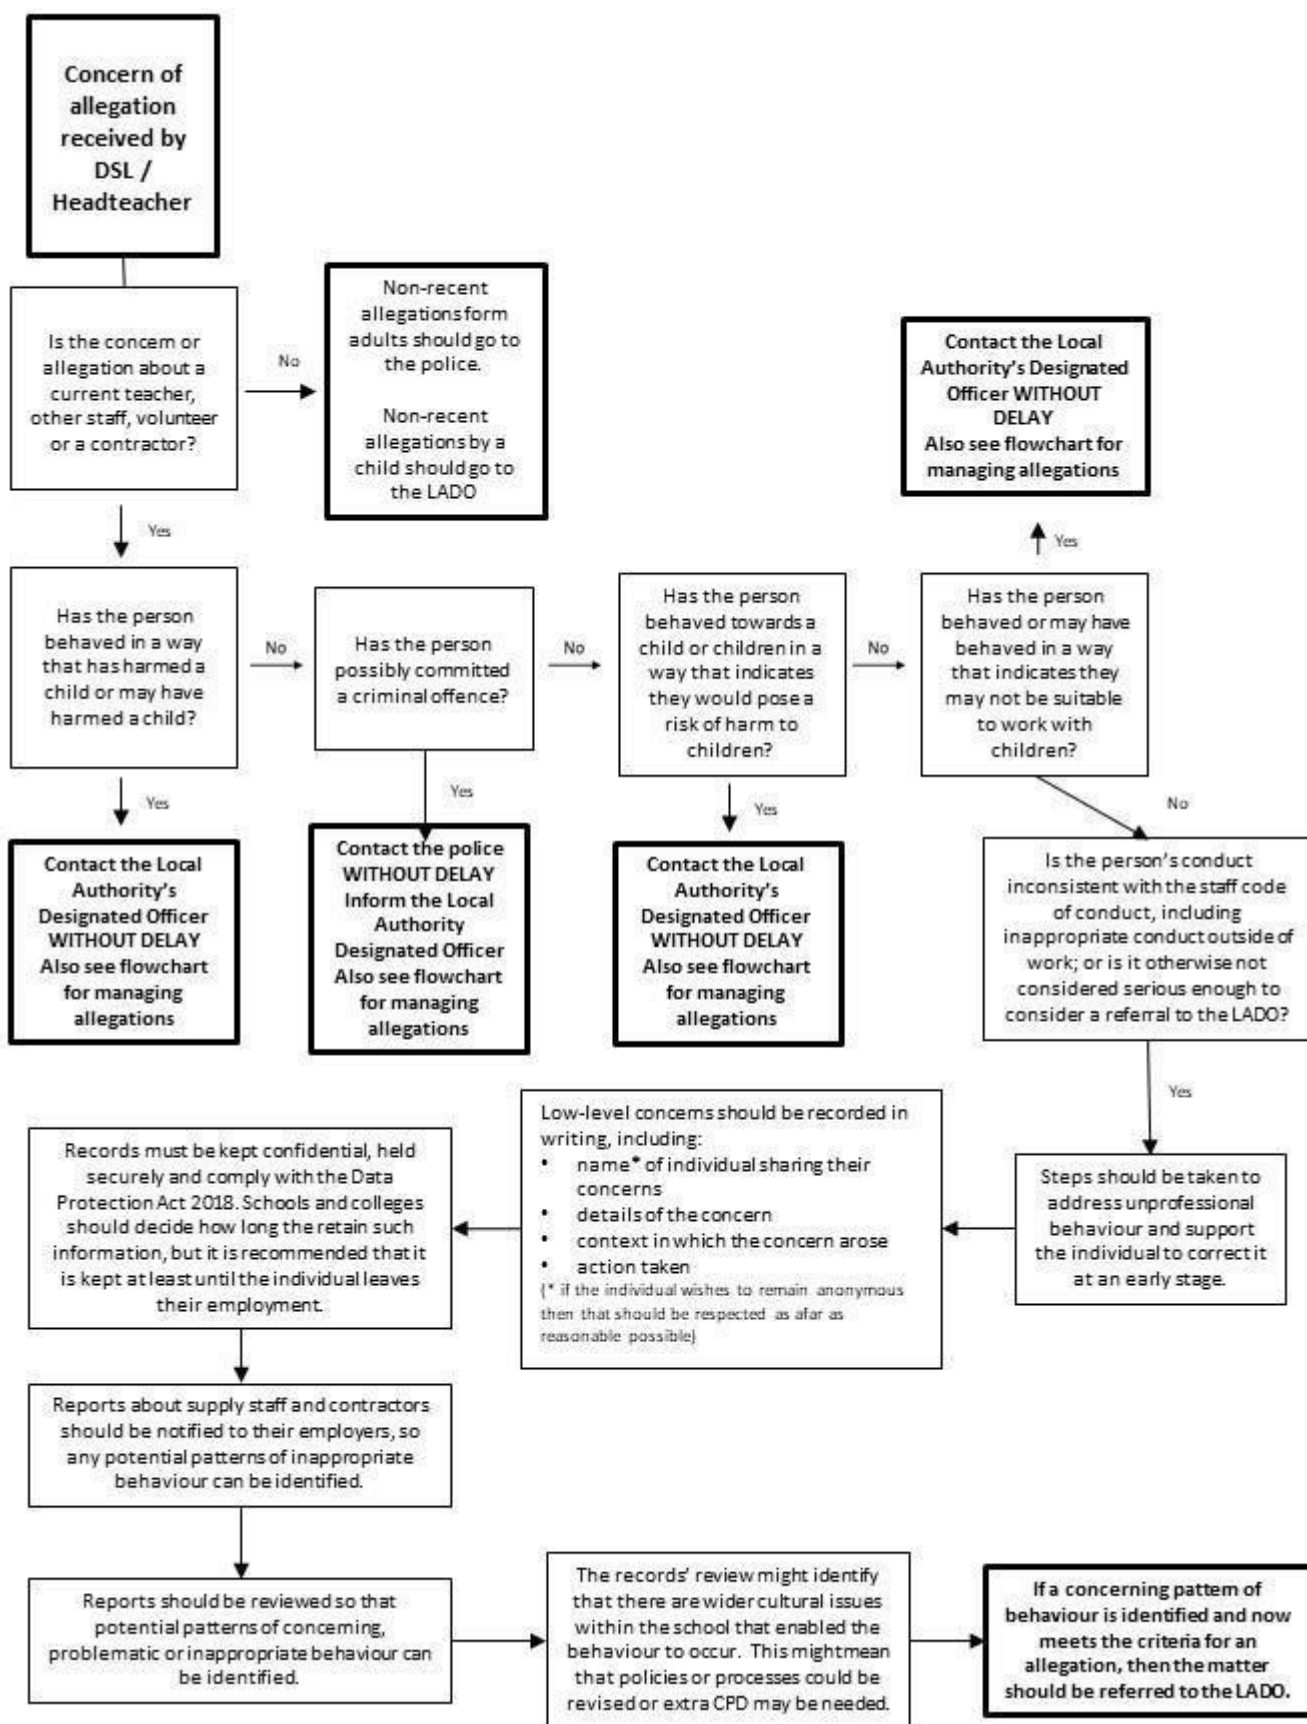 Concern of
allegation
received by
DSL /
Headteacher
Is the concern or
allegation about a
current teacher,
other staff, volunteer
or a contractor?
No
Non-recent
allegations form
adults should go to
the police.
Non-recent
allegations by a
child should go to
the LADO
Contact the Local
Authority's Designated
Officer WITHOUT
DELAY
Also see flowchart for
managing allegations
Yes
Yes
Has the person
behaved in a way
that has harmed a
child or may have
harmed a child?
No
Has the person
possibly committed
a criminal offence?
No
Has the person
behaved towards a
child or children in a
way that indicates
they would pose a
risk of harm to
children?
No
Has the person
behaved or may have
behaved in a way
that indicates they
may not be suitable
to work with
children?
Yes
Yes
Yes
No
Contact the Local
Authority's
Designated Officer
WITHOUT DELAY
Also see flowchart
for managing
allegations
Contact the police
WITHOUT DELAY
Inform the Local
Authority
Designated Officer
Also see flowchart
for managing
allegations
Contact the Local
Authority's
Designated Officer
WITHOUT DELAY
Also see flowchart
for managing
allegations
Is the person's conduct
inconsistent with the staff code
of conduct, including
inappropriate conduct outside of
work; or is it otherwise not
considered serious enough to
consider a referral to the LADO?
Yes
Steps should be taken to
address unprofessional
behaviour and support
the individual to correct it
at an early stage.
Low-level concerns should be recorded in
writing, including:
• name* of individual sharing their
concerns
• details of the concern
• context in which the concern arose
• action taken
(* if the individual wishes to remain anonymous
then that should be respected as afar as
reasonable possible)
Records must be kept confidential, held
securely and comply with the Data
Protection Act 2018. Schools and colleges
should decide how long the retain such
information, but it is recommended that it
is kept at least until the individual leaves
their employment.
Reports about supply staff and contractors
should be notified to their employers, so
any potential patterns of inappropriate
behaviour can be identified.
Reports should be reviewed so that
potential patterns of concerning,
problematic or inappropriate behaviour can
be identified.
The records' review might identify
that there are wider cultural issues
within the school that enabled the
behaviour to occur. This might mean
that policies or processes could be
revised or extra CPD may be needed.
If a concerning pattern of
behaviour is identified and now
meets the criteria for an
allegation, then the matter
should be referred to the LADO.